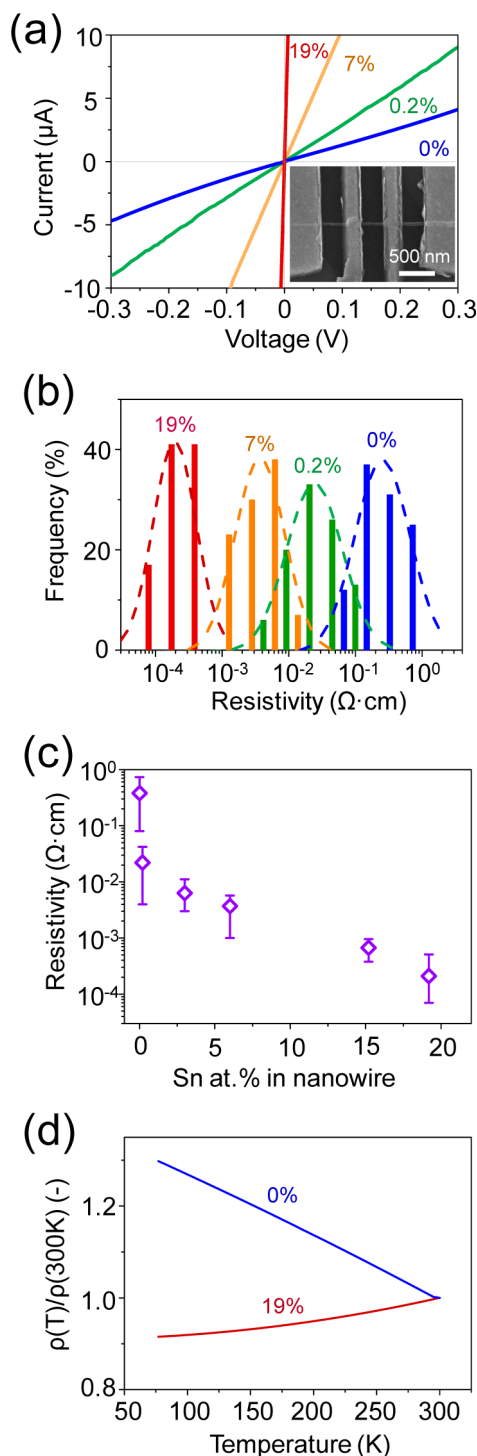 (a)
10
5
0
-5
-10
Current (µA)
19%
7%
0.2%
0%
500 nm
-0.3 -0.2 -0.1 0 0.1 0.2 0.3
Voltage (V)
(b)
40
20
0
Frequency (%)
19%
7%
0.2%
0%
10⁻⁴ 10⁻³ 10⁻² 10⁻¹ 10⁰
Resistivity (Ω·cm)
(c)
10⁰
10⁻¹
10⁻²
10⁻³
10⁻⁴
Resistivity (Ω·cm)
0 5 10 15 20
Sn at.% in nanowire
(d)
1.2
1.0
0.8
ρ(T)/ρ(300K) (-)
0%
19%
50 100 150 200 250 300
Temperature (K)